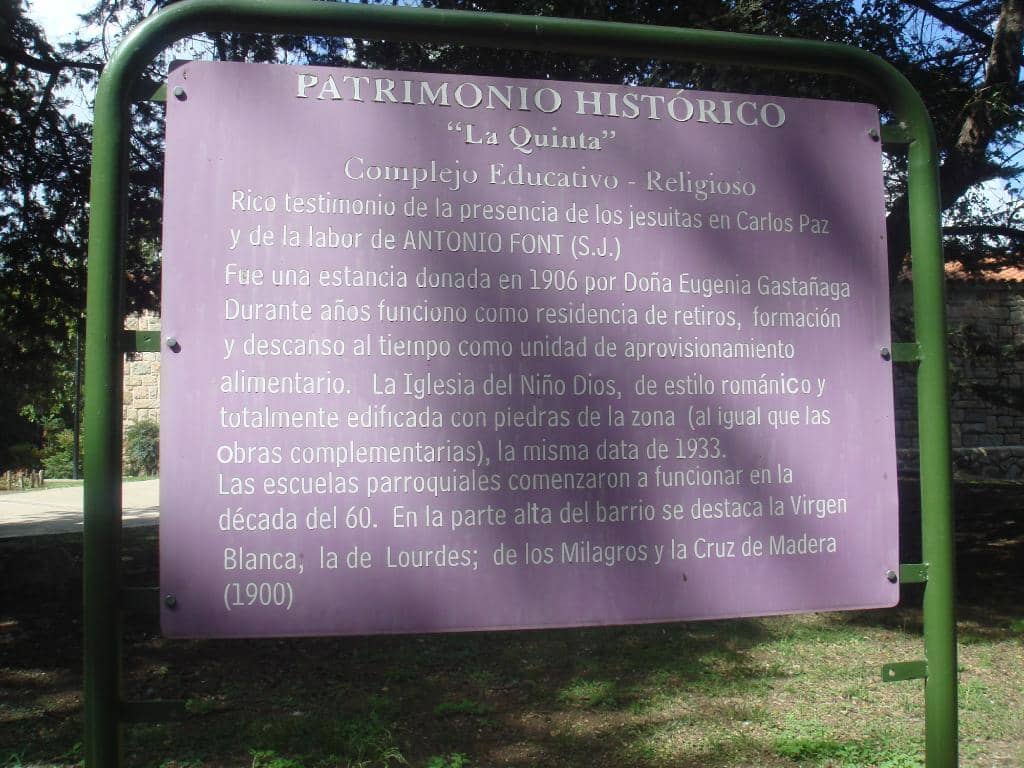 PATRIMONIO HISTÓRICO
“La Quinta”
Complejo Educativo - Religioso
Rico testimonio de la presencia de los jesuitas en Carlos Paz
y de la labor de ANTONIO FONT (S.J.)
Fue una estancia donada en 1906 por Doña Eugenia Gastañaga
Durante años funciono como residencia de retiros, formación
y descanso al tiempo como unidad de aprovisionamiento
alimentario. La Iglesia del Niño Dios, de estilo románico y
totalmente edificada con piedras de la zona (al igual que las
obras complementarias), la misma data de 1933.
Las escuelas parroquiales comenzaron a funcionar en la
década del 60. En la parte alta del barrio se destaca la Virgen
Blanca, la de Lourdes; de los Milagros y la Cruz de Madera
(1900)